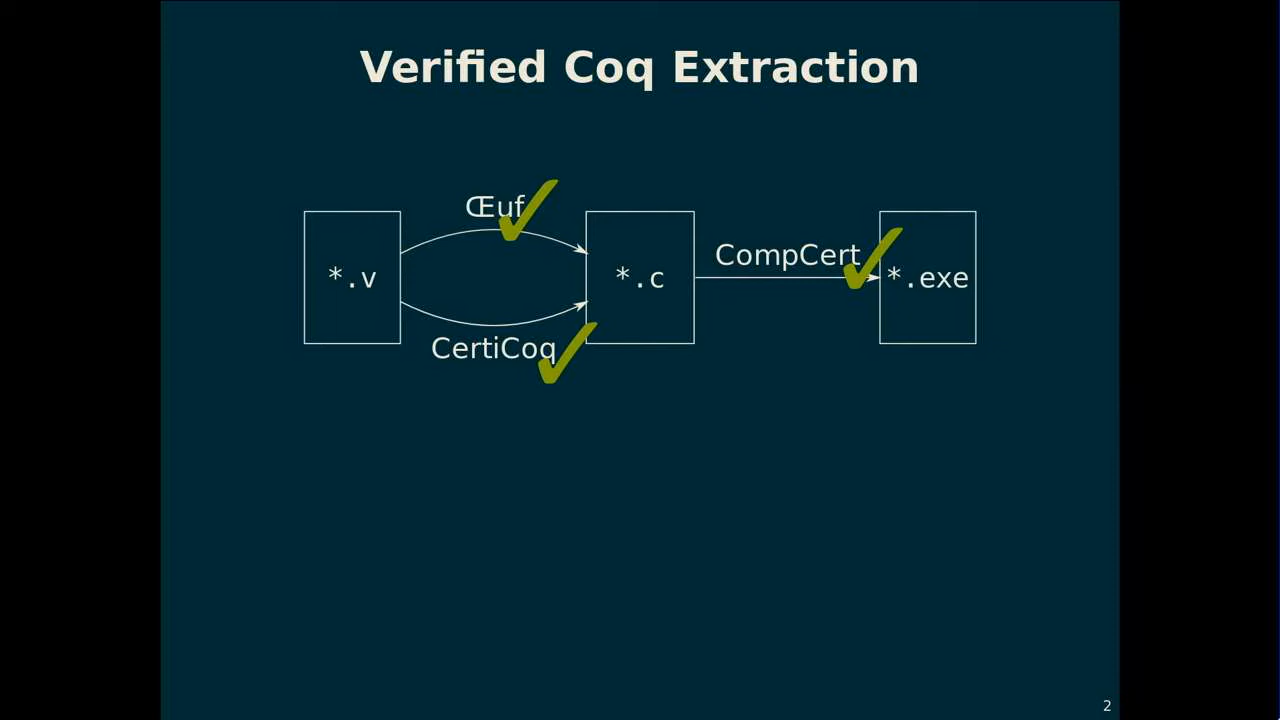 Verified Coq Extraction
Œuf
*.v
*.c
CompCert
*.exe
CertiCoq
2